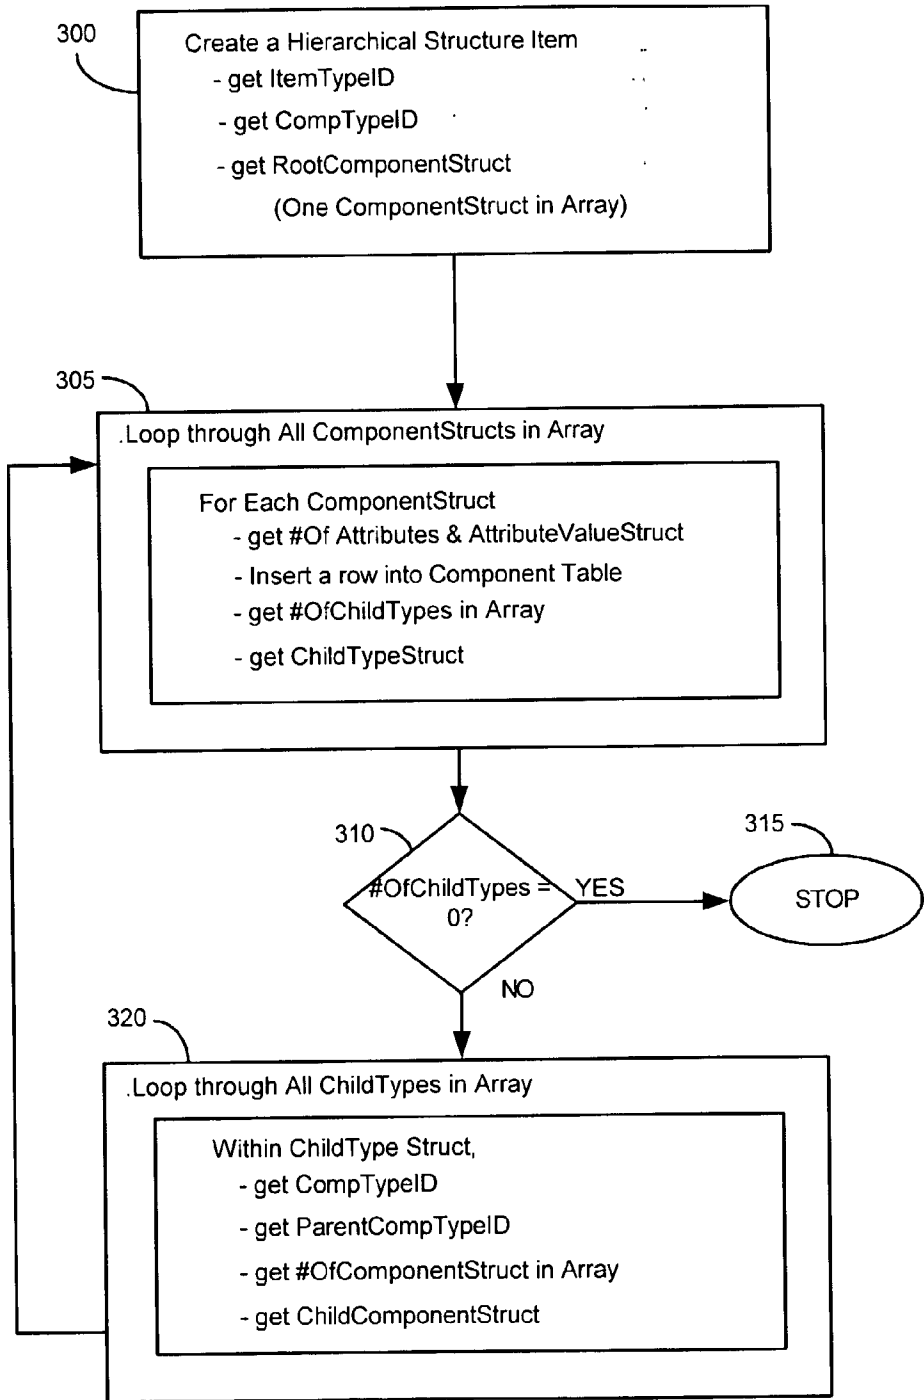 300
Create a Hierarchical Structure Item
- get ItemTypeID
- get CompTypeID
- get RootComponentStruct
(One ComponentStruct in Array)
305
.Loop through All ComponentStructs in Array
For Each ComponentStruct
- get #Of Attributes & AttributeValueStruct
- Insert a row into Component Table
- get #OfChildTypes in Array
- get ChildTypeStruct
310
#OfChildTypes =
0?
YES
315
STOP
NO
320
.Loop through All ChildTypes in Array
Within ChildType Struct,
- get CompTypeID
- get ParentCompTypeID
- get #OfComponentStruct in Array
- get ChildComponentStruct